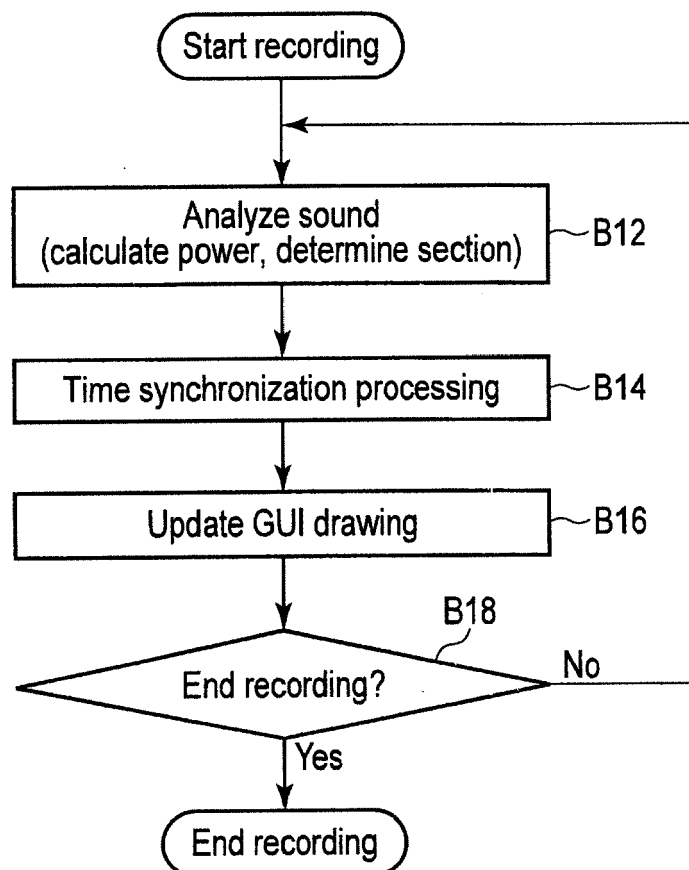 Start recording
Analyze sound
(calculate power, determine section)
B12
Time synchronization processing
B14
Update GUI drawing
B16
B18
End recording?
No
Yes
End recording